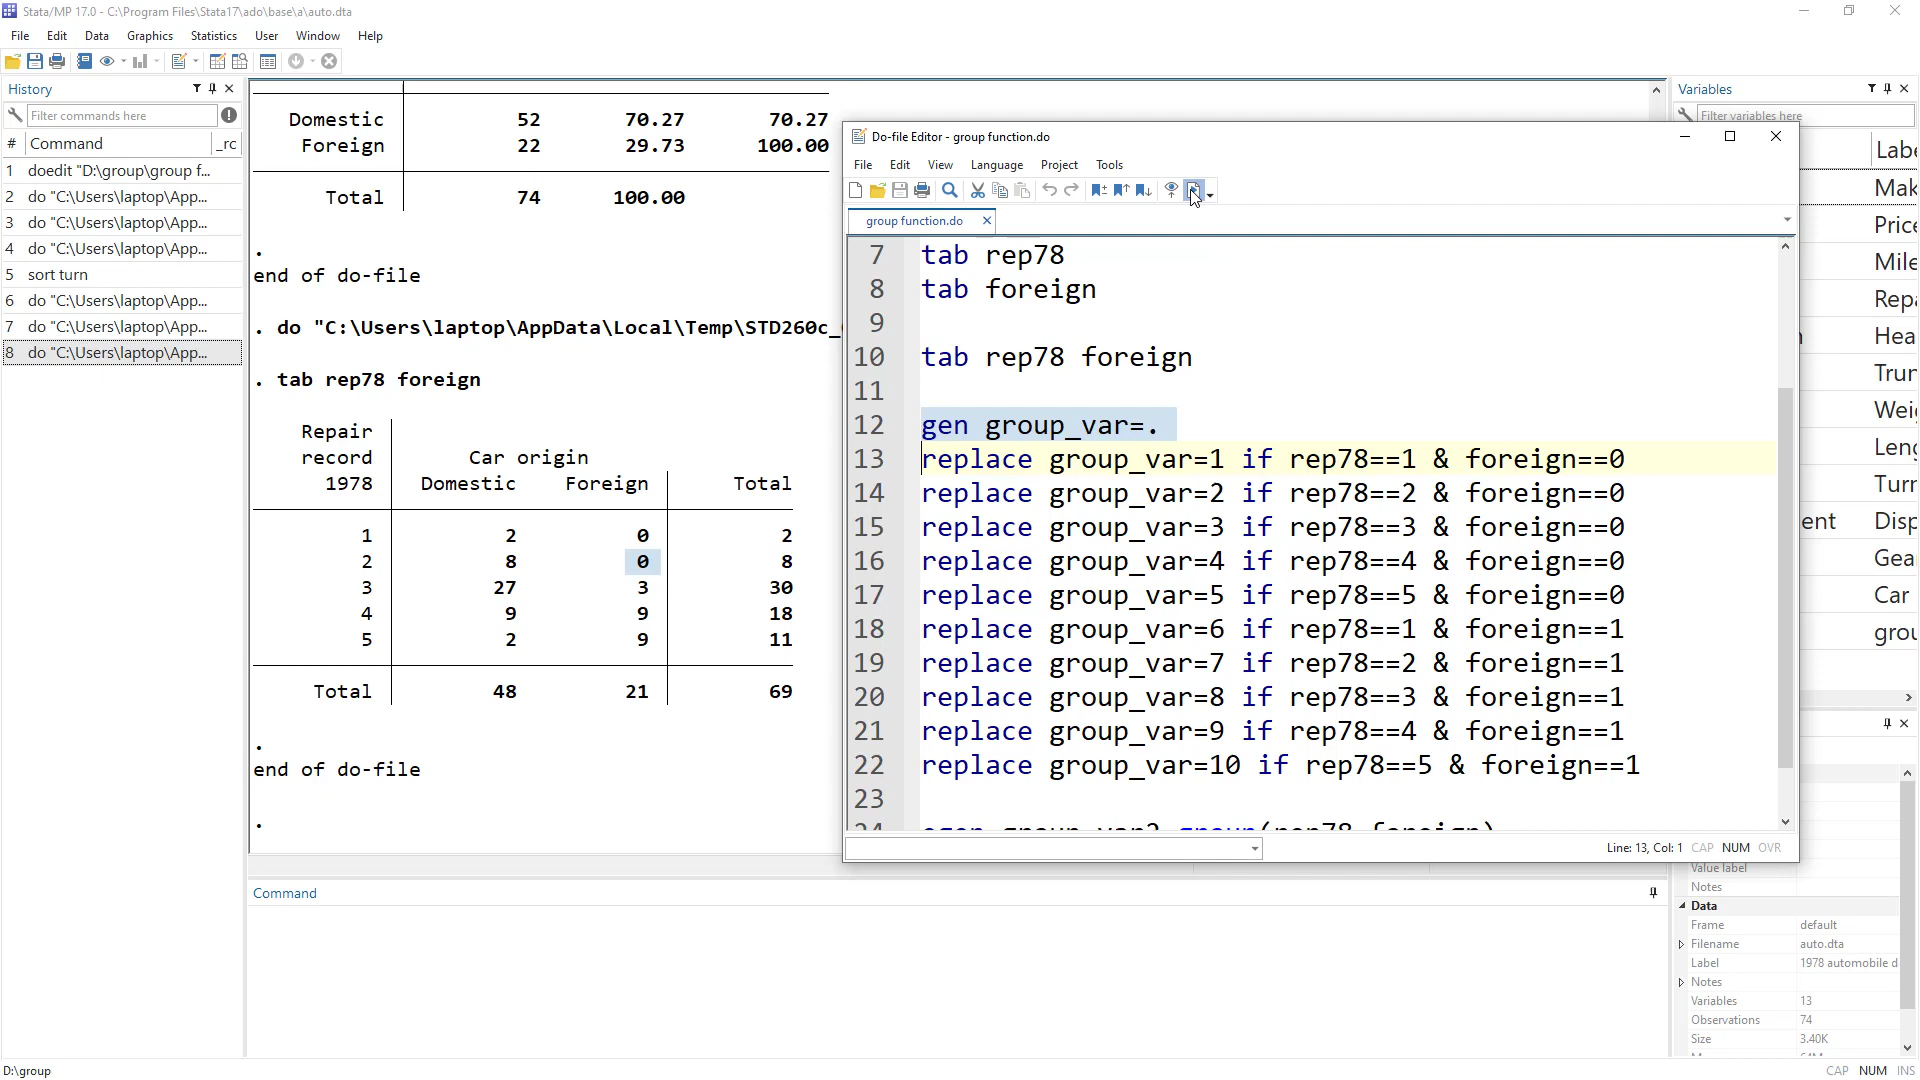 Stata/MP 17.0 - C:\Program Files\Stata17\ado\base\a\auto.dta
File Edit Data Graphics Statistics User Window Help
History
Filter commands here
# Command _rc
1 doedit "D:\group\group f...
2 do "C:\Users\laptop\App...
3 do "C:\Users\laptop\App...
4 do "C:\Users\laptop\App...
5 sort turn
6 do "C:\Users\laptop\App...
7 do "C:\Users\laptop\App...
8 do "C:\Users\laptop\App...
Domestic 52 70.27 70.27
Foreign 22 29.73 100.00
Total 74 100.00
.
end of do-file
. do "C:\Users\laptop\AppData\Local\Temp\STD260c_
. tab rep78 foreign
Repair
record Car origin
1978 Domestic Foreign Total
1 2 0 2
2 8 0 8
3 27 3 30
4 9 9 18
5 2 9 11
Total 48 21 69
.
end of do-file
.
Command
Do-file Editor - group function.do
File Edit View Language Project Tools
group function.do
7 tab rep78
8 tab foreign
9
10 tab rep78 foreign
11
12 gen group_var=.
13 replace group_var=1 if rep78==1 & foreign==0
14 replace group_var=2 if rep78==2 & foreign==0
15 replace group_var=3 if rep78==3 & foreign==0
16 replace group_var=4 if rep78==4 & foreign==0
17 replace group_var=5 if rep78==5 & foreign==0
18 replace group_var=6 if rep78==1 & foreign==1
19 replace group_var=7 if rep78==2 & foreign==1
20 replace group_var=8 if rep78==3 & foreign==1
21 replace group_var=9 if rep78==4 & foreign==1
22 replace group_var=10 if rep78==5 & foreign==1
23
Line: 13, Col: 1 CAP NUM OVR
Variables
Filter variables here
Labe
Mak
Price
Mile
Repa
Hea
Trun
Wei
Leng
Turr
ent Disp
Gea
Car
grou
Value label
Notes
Data
Frame default
Filename auto.dta
Label 1978 automobile d
Notes
Variables 13
Observations 74
Size 3.40K
D:\group
CAP NUM INS